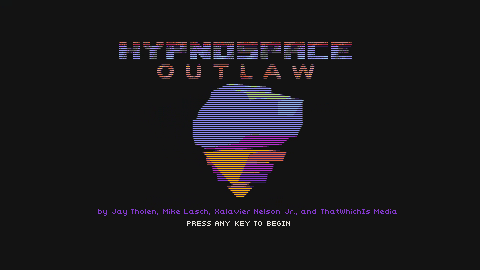 HYPNOSPACE
OUTLAW
by Jay Tholen, Mike Lasch, Xalavier Nelson Jr., and ThatWhichIs Media
PRESS ANY KEY TO BEGIN